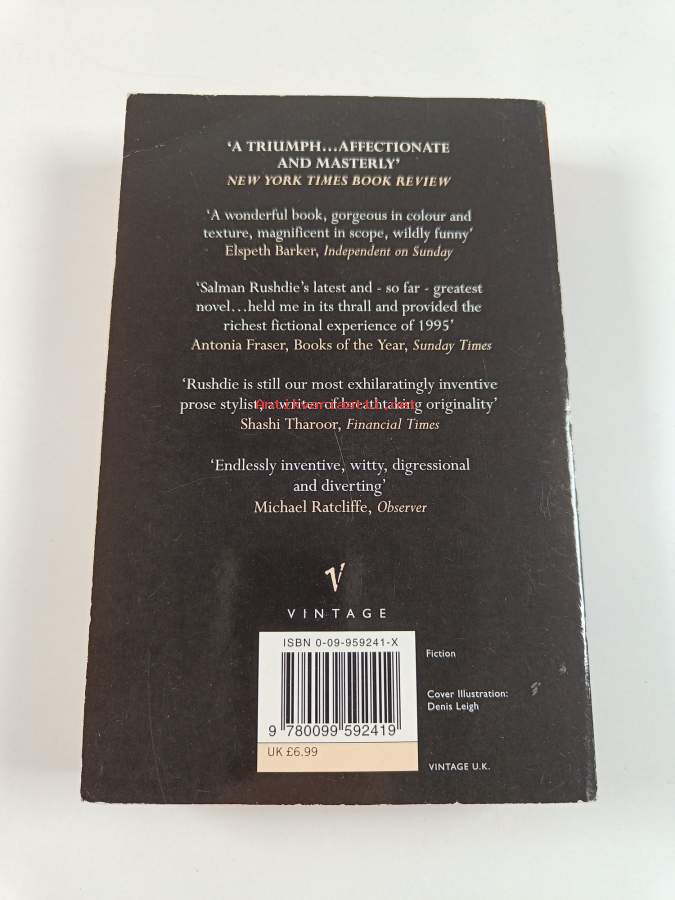 ‘A TRIUMPH...AFFECTIONATE
AND MASTERLY’
NEW YORK TIMES BOOK REVIEW
‘A wonderful book, gorgeous in colour and
texture, magnificent in scope, wildly funny’
Elspeth Barker, Independent on Sunday
‘Salman Rushdie’s latest and - so far - greatest
novel...held me in its thrall and provided the
richest fictional experience of 1995’
Antonia Fraser, Books of the Year, Sunday Times
‘Rushdie is still our most exhilaratingly inventive
prose stylist, a writer of breathtaking originality’
Shashi Tharoor, Financial Times
‘Endlessly inventive, witty, digressional
and diverting’
Michael Ratcliffe, Observer
V
VINTAGE
ISBN 0-09-959241-X
9 780099 592419
UK £6.99
Fiction
Cover Illustration:
Denis Leigh
VINTAGE U.K.